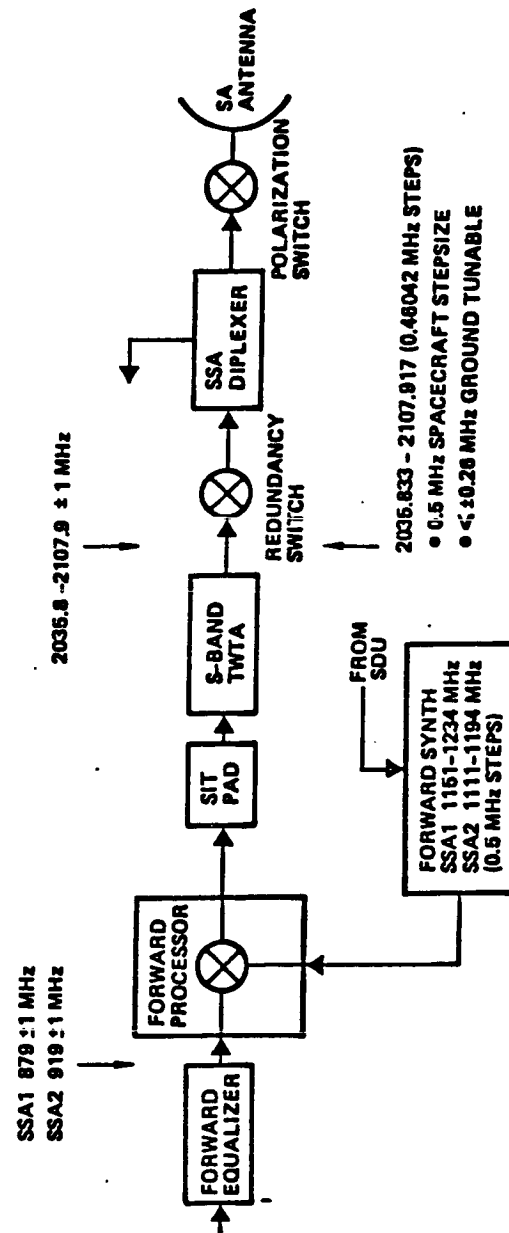 SSA1 879 ±1 MHz
SSA2 919 ±1 MHz
2035.8 -2107.9 ± 1 MHz
FORWARD
EQUALIZER
FORWARD
PROCESSOR
SIT
PAD
S-BAND
TWTA
REDUNDANCY
SWITCH
SSA
DIPLEXER
POLARIZATION
SWITCH
SA
ANTENNA
FROM
SDU
FORWARD SYNTH
SSA1 1151-1234 MHz
SSA2 1111-1194 MHz
(0.5 MHz STEPS)
2035.833 - 2107.917 (0.46042 MHz STEPS)
• 0.5 MHz SPACECRAFT STEPSIZE
• < ±0.26 MHz GROUND TUNABLE